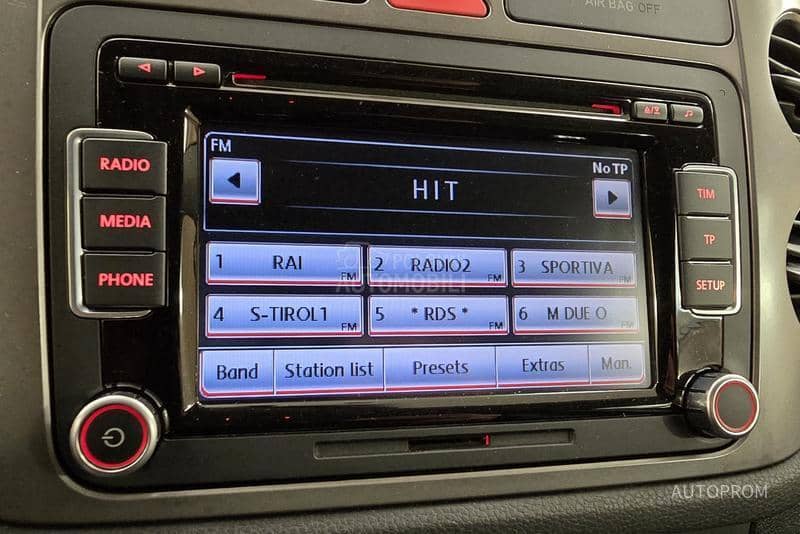 AIR BAG OFF
RADIO
MEDIA
PHONE
FM
No TP
HIT
1 RAI FM
2 RADIO2 FM
3 SPORTIVA FM
4 S-TIROL1 FM
5 * RDS * FM
6 M DUE O FM
Band Station list Presets Extras Man.
TIM
TP
SETUP
AUTOMOBILI
AUTOPROM